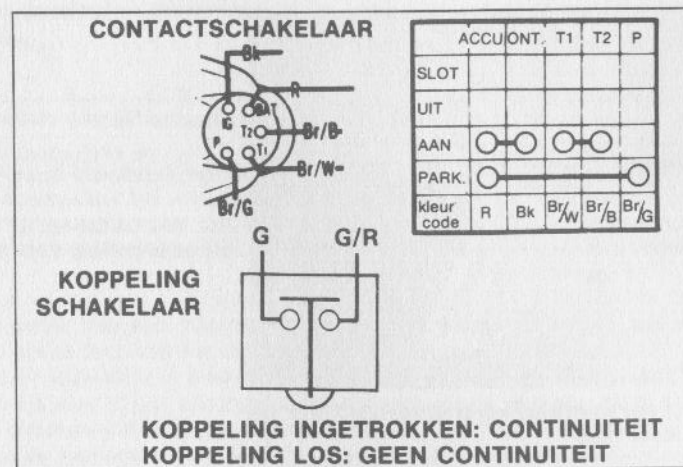 CONTACTSCHAKELAAR
Bk
R
IG
BAT
T2
Br/B
P
T1
Br/W
Br/G
ACCU ONT. T1 T2 P
SLOT
UIT
AAN
PARK.
kleur code R Bk Br/W Br/B Br/G
G G/R
KOPPELING
SCHAKELAAR
KOPPELING INGETROKKEN: CONTINUITEIT
KOPPELING LOS: GEEN CONTINUITEIT